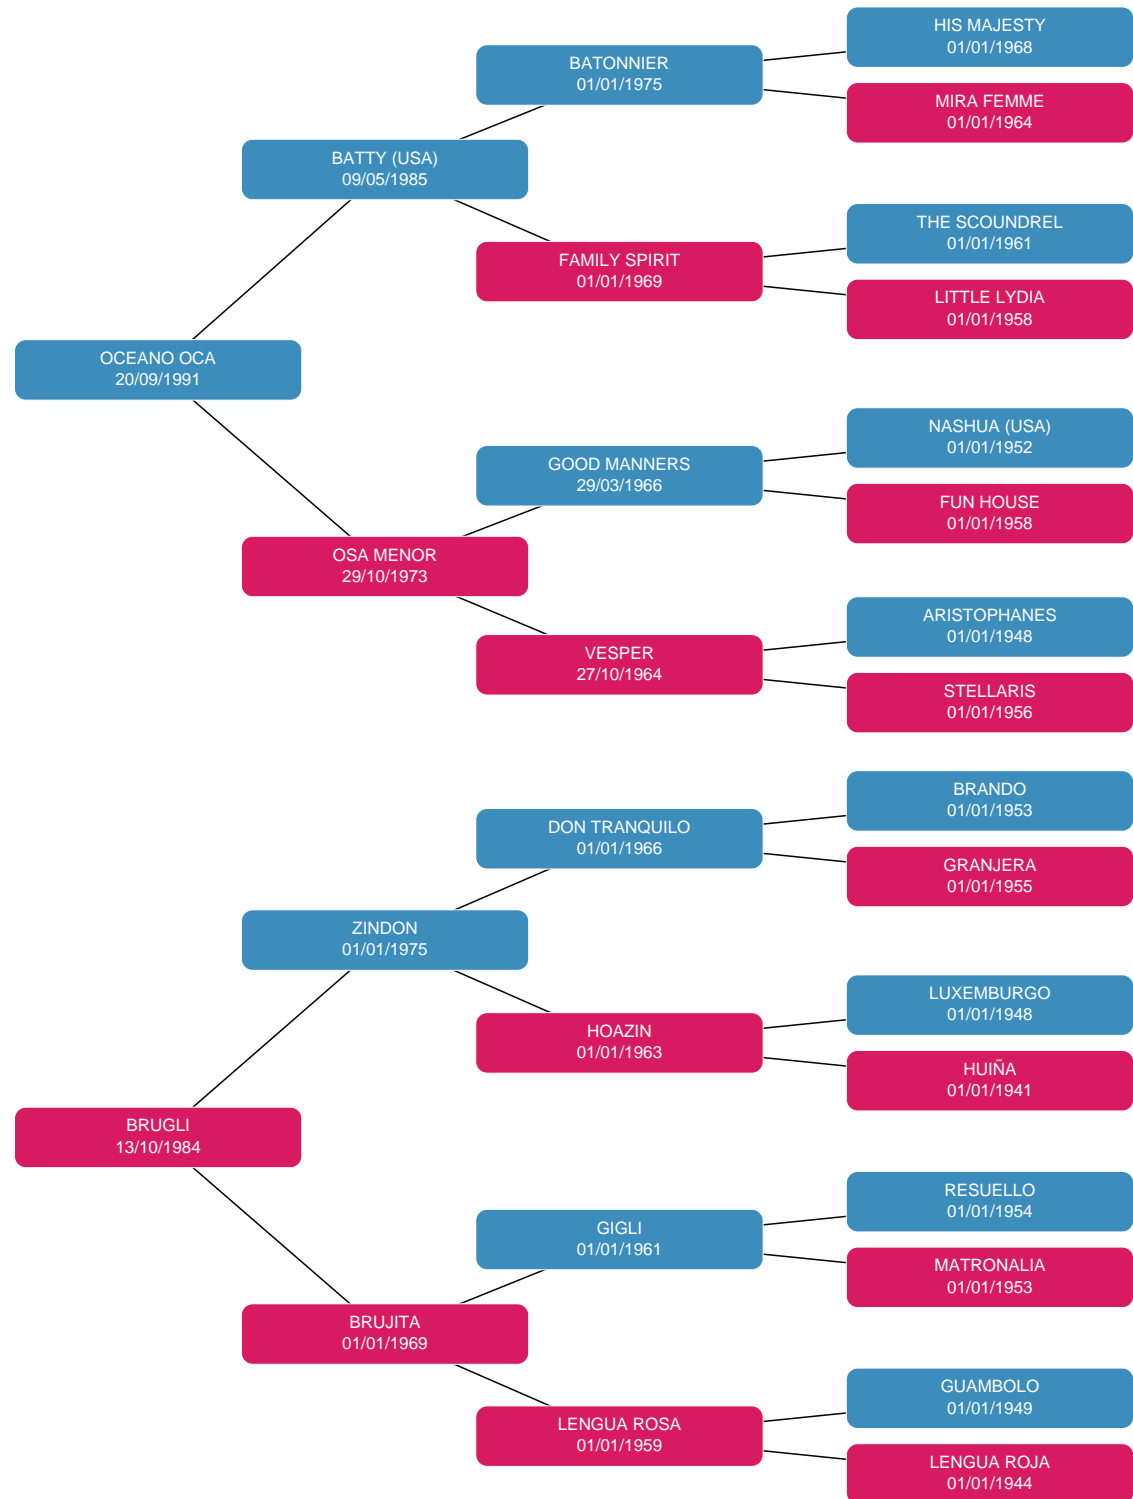 HIS MAJESTY
01/01/1968
BATONNIER
01/01/1975
MIRA FEMME
01/01/1964
BATTY (USA)
09/05/1985
THE SCOUNDREL
01/01/1961
FAMILY SPIRIT
01/01/1969
LITTLE LYDIA
01/01/1958
OCEANO OCA
20/09/1991
NASHUA (USA)
01/01/1952
GOOD MANNERS
29/03/1966
FUN HOUSE
01/01/1958
OSA MENOR
29/10/1973
ARISTOPHANES
01/01/1948
VESPER
27/10/1964
STELLARIS
01/01/1956
BRANDO
01/01/1953
DON TRANQUILO
01/01/1966
GRANJERA
01/01/1955
ZINDON
01/01/1975
LUXEMBURGO
01/01/1948
HOAZIN
01/01/1963
HUIÑA
01/01/1941
BRUGLI
13/10/1984
RESUELLO
01/01/1954
GIGLI
01/01/1961
MATRONALIA
01/01/1953
BRUJITA
01/01/1969
GUAMBOLO
01/01/1949
LENGUA ROSA
01/01/1959
LENGUA ROJA
01/01/1944